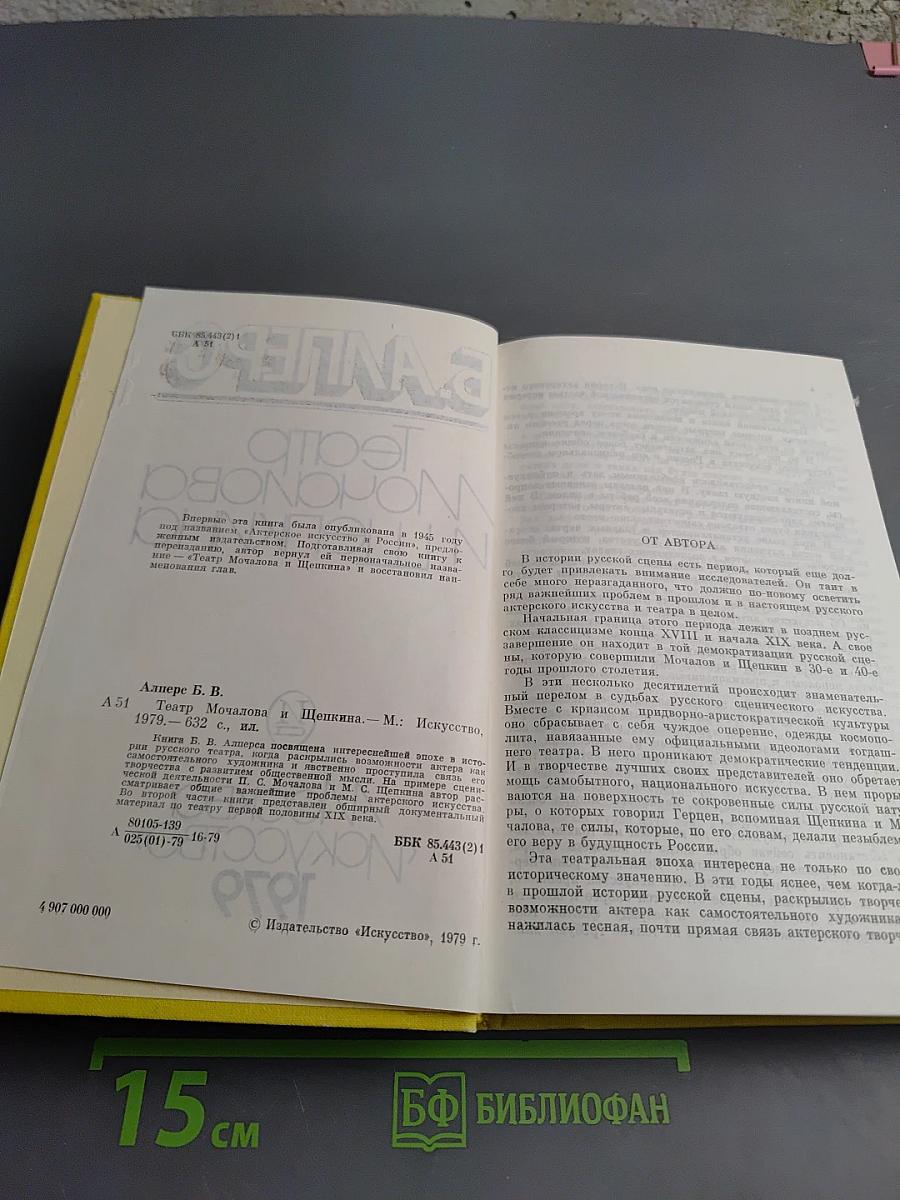 ББК 85.443(2)1
А 51
Впервые эта книга была опубликована в 1945 году
под названием «Актерское искусство в России», предло-
женным издательством. Подготавливая свою книгу к
переизданию, автор вернул ей первоначальное назва-
ние — «Театр Мочалова и Щепкина» и восстановил наи-
менования глав.
Алперс Б. В.
А 51 Театр Мочалова и Щепкина. — М.: Искусство,
1979. — 632 с., ил.
Книга Б. В. Алперса посвящена интереснейшей эпохе в исто-
рии русского театра, когда раскрылись возможности актера как
самостоятельного художника и явственно проступила связь его
творчества с развитием общественной мысли. На примере сцени-
ческой деятельности П. С. Мочалова и М. С. Щепкина автор рас-
сматривает общие важнейшие проблемы актерского искусства.
Во второй части книги представлен обширный документальный
материал по театру первой половины XIX века.
А 80105-139
025(01)-79 16-79
ББК 85.443(2)1
А 51
4 907 000 000
© Издательство «Искусство», 1979 г.
ОТ АВТОРА
В истории русской сцены есть период, который еще дол-
го будет привлекать внимание исследователей. Он таит в
себе много неразгаданного, что должно по-новому осветить
ряд важнейших проблем в прошлом и в настоящем русского
актерского искусства и театра в целом.
Начальная граница этого периода лежит в позднем рус-
ском классицизме конца XVIII и начала XIX века. А свое
завершение он находит в той демократизации русской сце-
ны, которую совершили Мочалов и Щепкин в 30-е и 40-е
годы прошлого столетия.
В эти несколько десятилетий происходит знаменатель-
ный перелом в судьбах русского сценического искусства.
Вместе с кризисом придворно-аристократической культуры
оно сбрасывает с себя чуждое оперение, одежды космопо-
лита, навязанные ему официальными идеологами тогдаш-
него театра. В него проникают демократические тенденции.
И в творчестве лучших своих представителей оно обретает
мощь самобытного, национального искусства. В нем проры-
ваются на поверхность те сокровенные силы русской нату
ры, о которых говорил Герцен, вспоминая Щепкина и М
чалова, те силы, которые, по его словам, делали незыблем
его веру в будущность России.
Эта театральная эпоха интересна не только по сво
историческому значению. В эти годы яснее, чем когда-л
в прошлой истории русской сцены, раскрылись творче
возможности актера как самостоятельного художника
нажилась тесная, почти прямая связь актерского творч
15 см
БФ БИБЛИОФАН